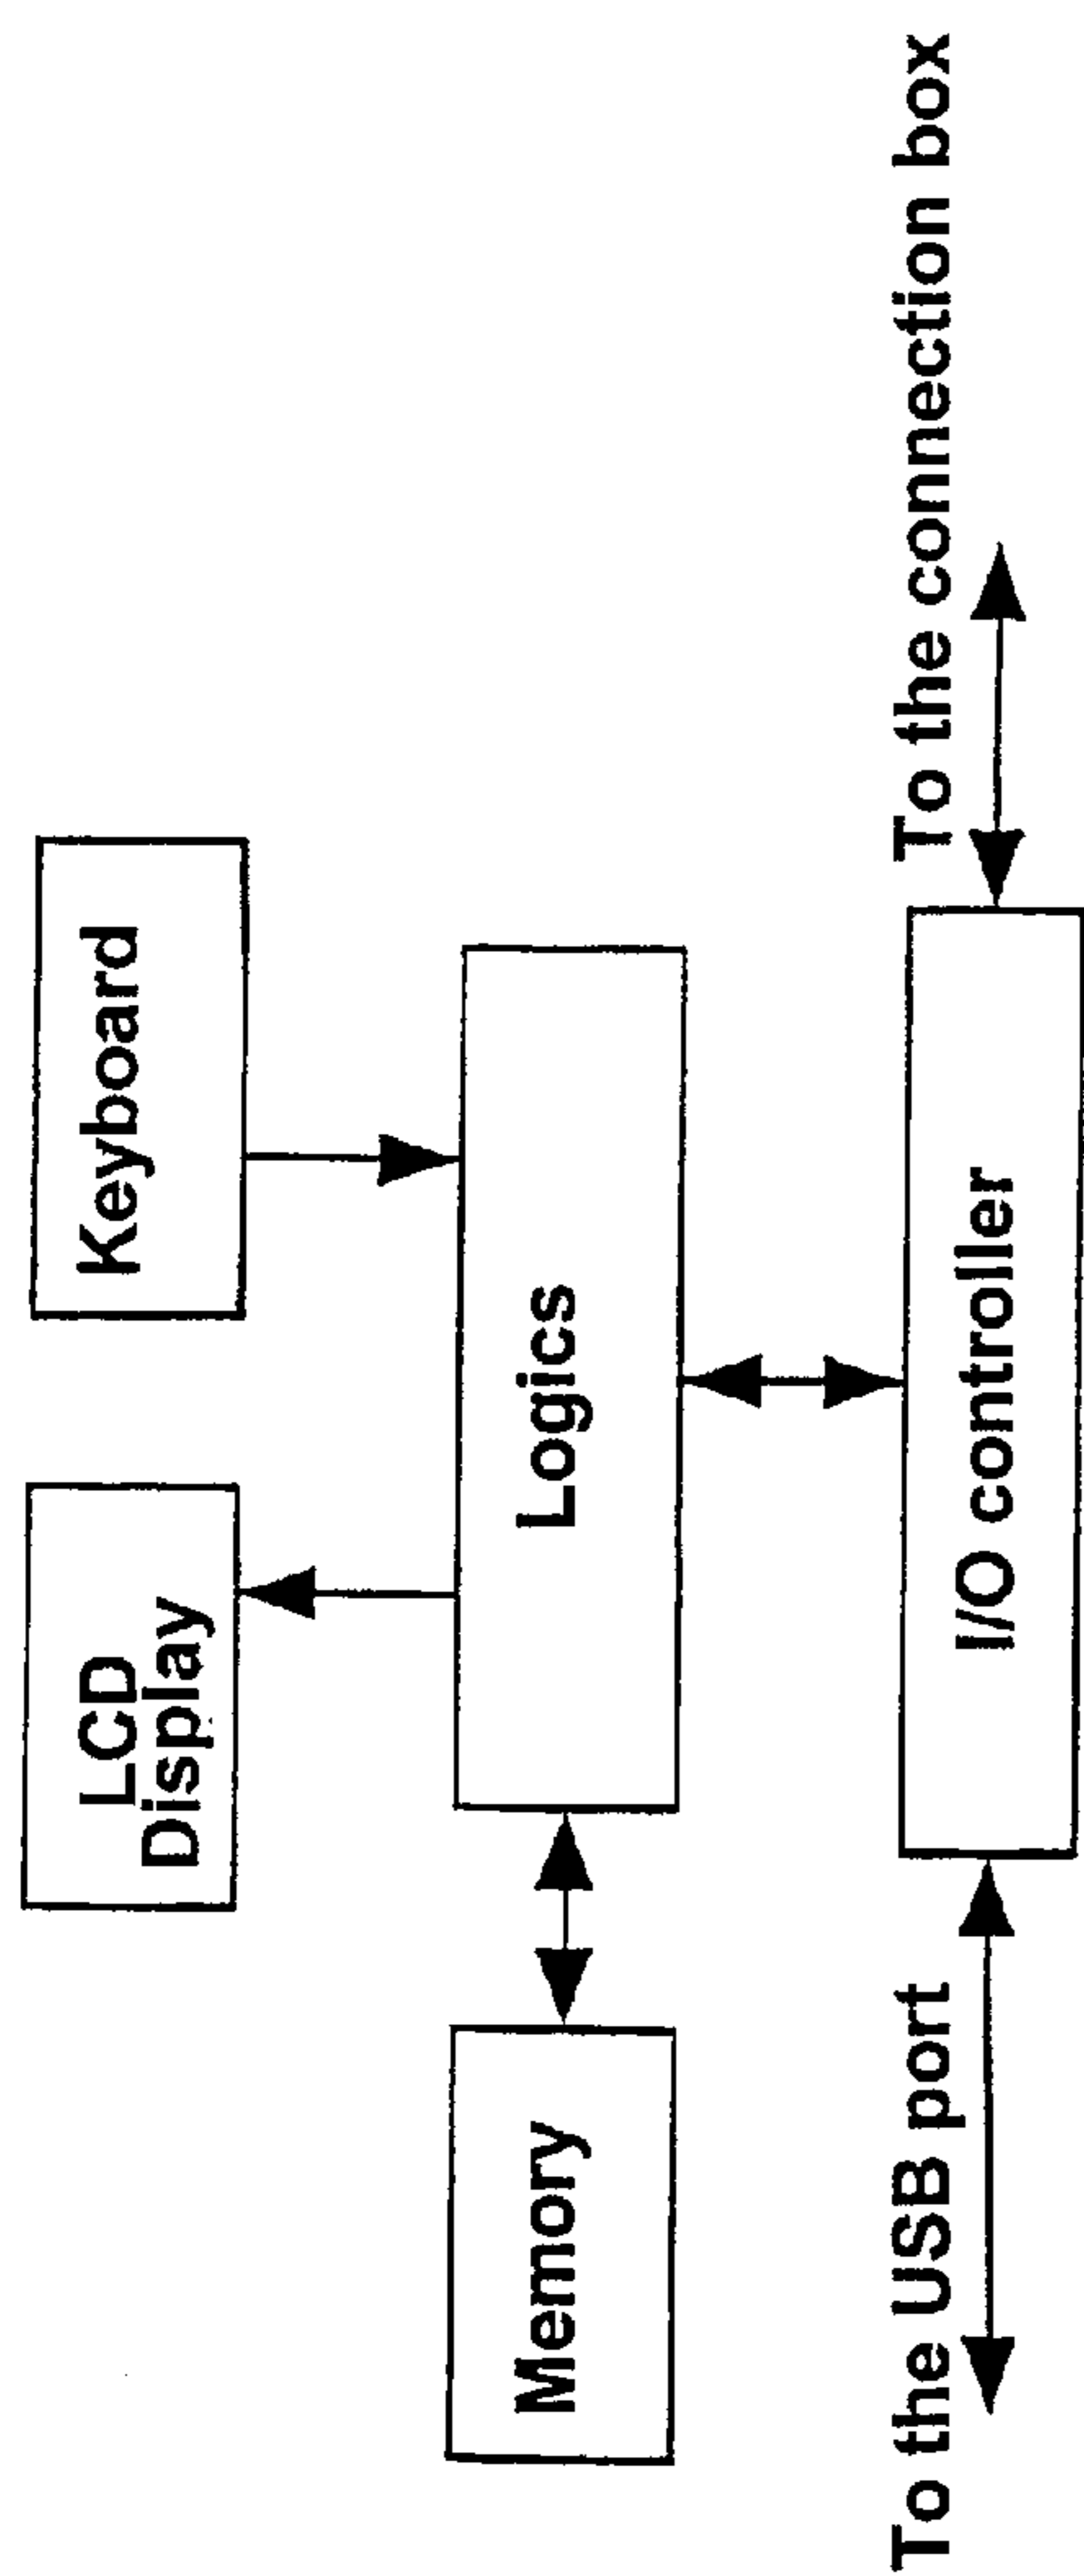 LCD
Display
Keyboard
Memory
Logics
To the USB port
I/O controller
To the connection box